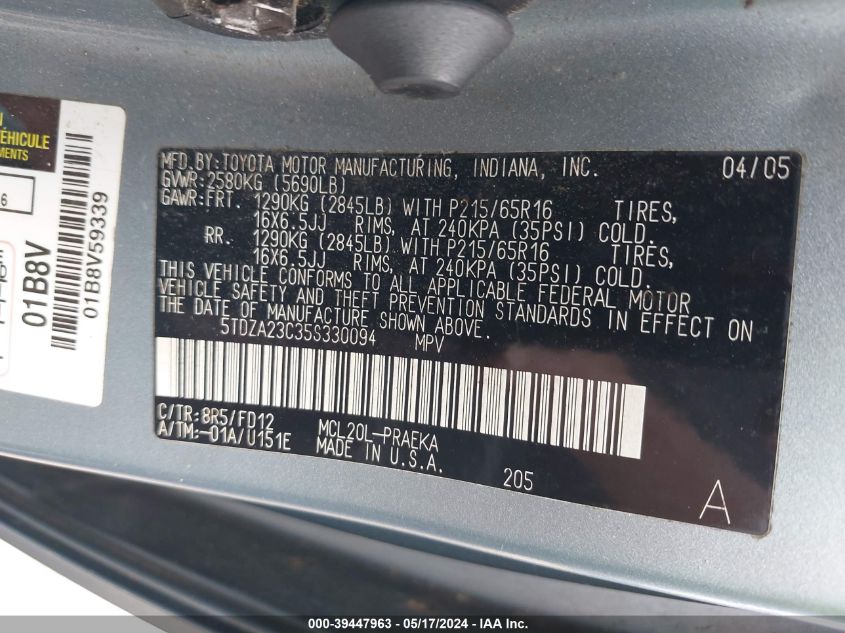 VÉHICULE
MENTS
6
01B8V
01B8V59339
MFD.BY:TOYOTA MOTOR MANUFACTURING, INDIANA, INC. 04/05
GVWR:2580KG (5690LB)
GAWR:FRT. 1290KG (2845LB) WITH P215/65R16 TIRES,
16X6.5JJ RIMS, AT 240KPA (35PSI) COLD.
RR. 1290KG (2845LB) WITH P215/65R16 TIRES,
16X6.5JJ RIMS, AT 240KPA (35PSI) COLD.
THIS VEHICLE CONFORMS TO ALL APPLICABLE FEDERAL MOTOR
VEHICLE SAFETY AND THEFT PREVENTION STANDARDS IN EFFECT ON
THE DATE OF MANUFACTURE SHOWN ABOVE.
5TDZA23C35S330094 MPV
C/TR:8R5/FD12 MCL20L-PRAEKA
A/TM:-01A/U151E MADE IN U.S.A.
205
A
000-39447963 - 05/17/2024 - IAA Inc.